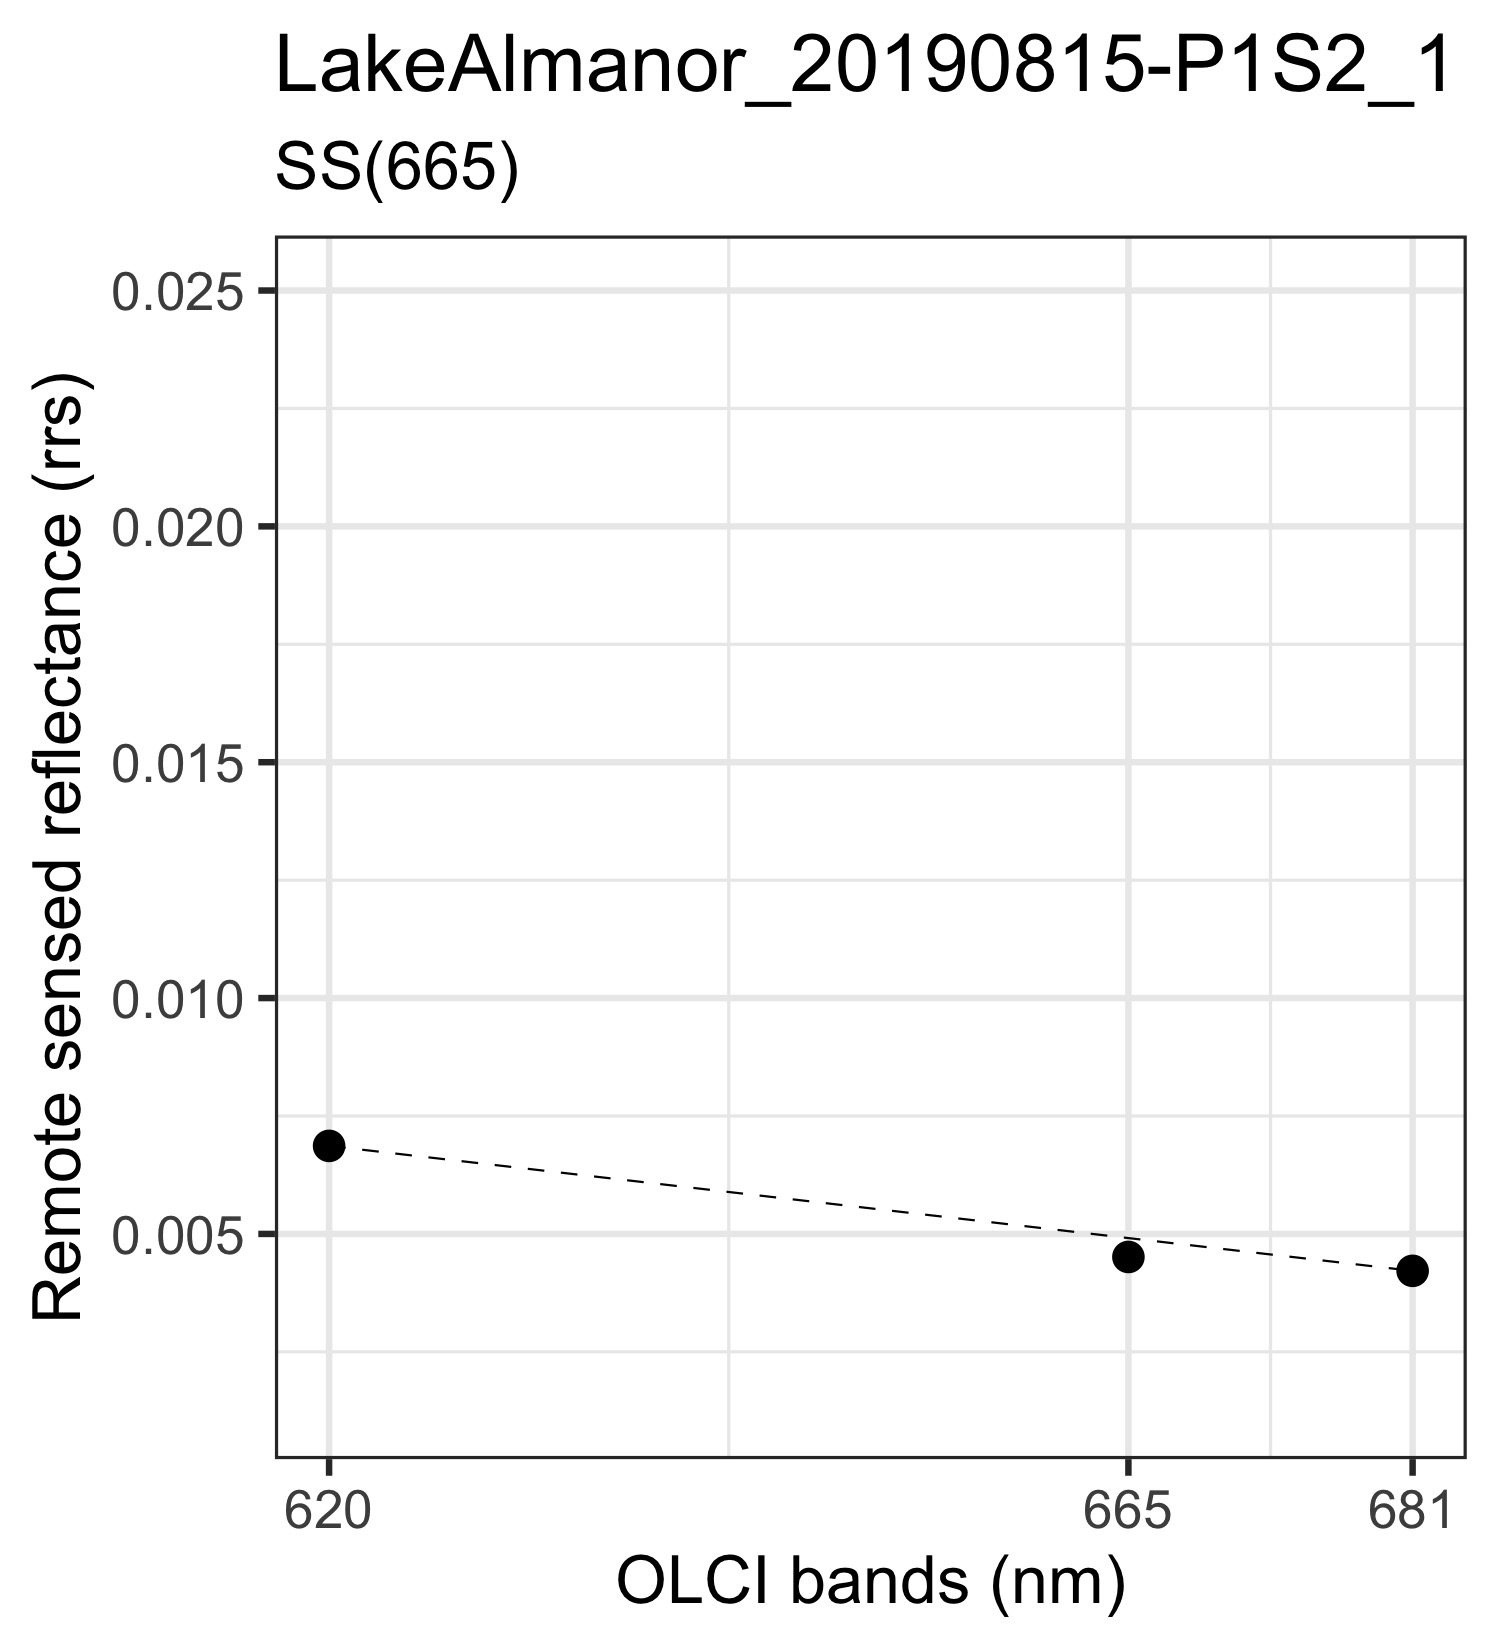 LakeAlmanor_20190815-P1S2_1
SS(665)
Remote sensed reflectance (rrs)
0.025
0.020
0.015
0.010
0.005
620 665 681
OLCI bands (nm)